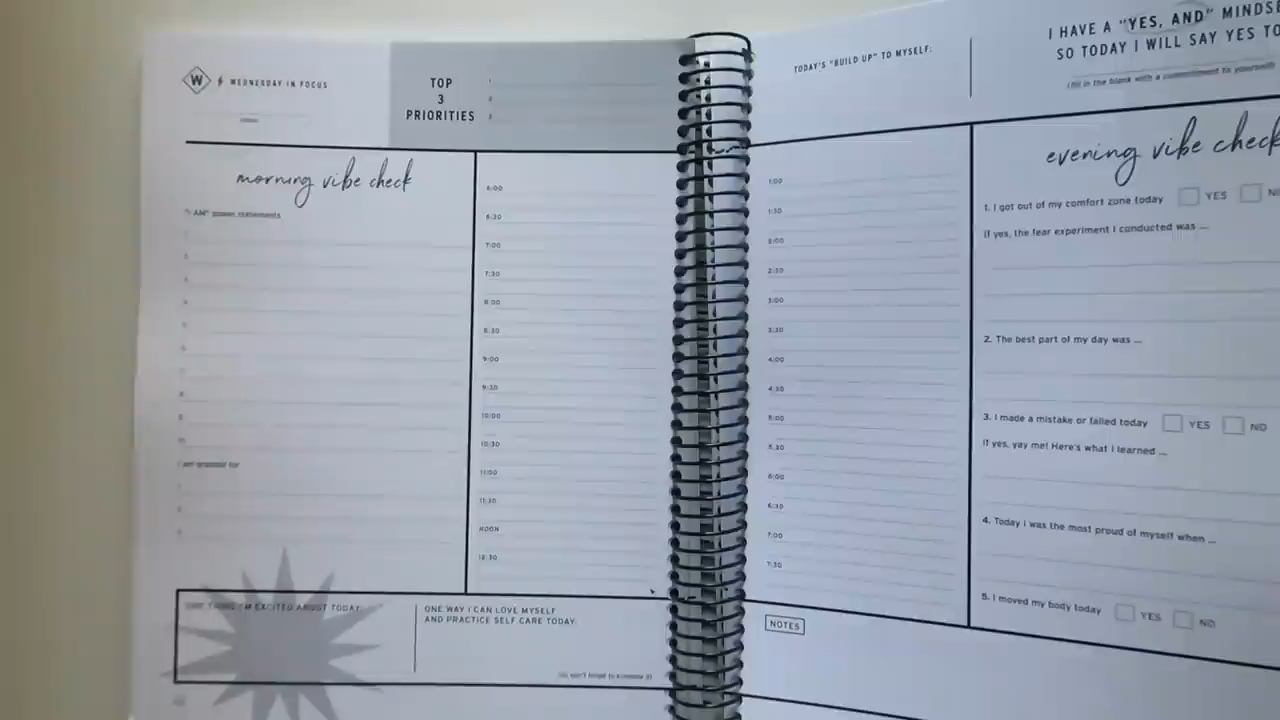 W WEDNESDAY IN FOCUS
TOP
3
PRIORITIES
1
2
3
morning vibe check
"I AM" power statements
I am grateful for
6:00
6:30
7:00
7:30
8:00
8:30
9:00
9:30
10:00
10:30
11:00
11:30
NOON
12:30
ONE THING I'M EXCITED ABOUT TODAY:
ONE WAY I CAN LOVE MYSELF
AND PRACTICE SELF CARE TODAY:
TODAY'S "BUILD UP" TO MYSELF:
I HAVE A "YES, AND" MINDSE
SO TODAY I WILL SAY YES TO
(fill in the blank with a commitment to yourself)
1:00
1:30
2:00
2:30
3:00
3:30
4:00
4:30
5:00
5:30
6:00
6:30
7:00
7:30
NOTES
evening vibe check
1. I got out of my comfort zone today YES NO
If yes, the fear experiment I conducted was ...
2. The best part of my day was ...
3. I made a mistake or failed today YES NO
If yes, yay me! Here's what I learned ...
4. Today I was the most proud of myself when ...
5. I moved my body today YES NO